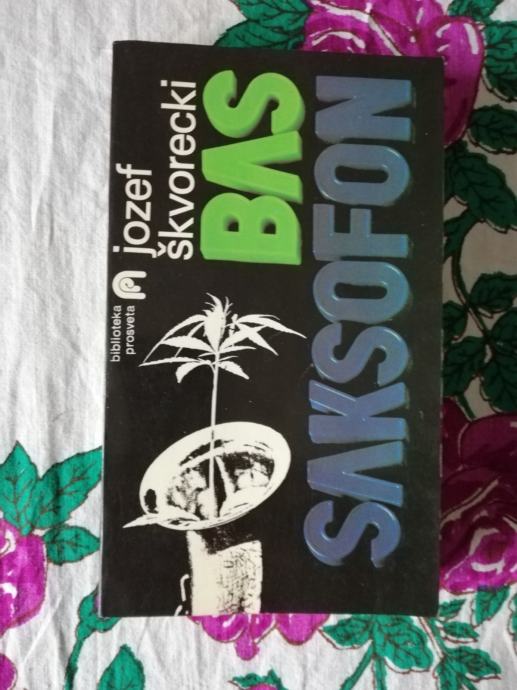 biblioteka
prosveta
jozef
škvorecki
BAS
SAKSOFON